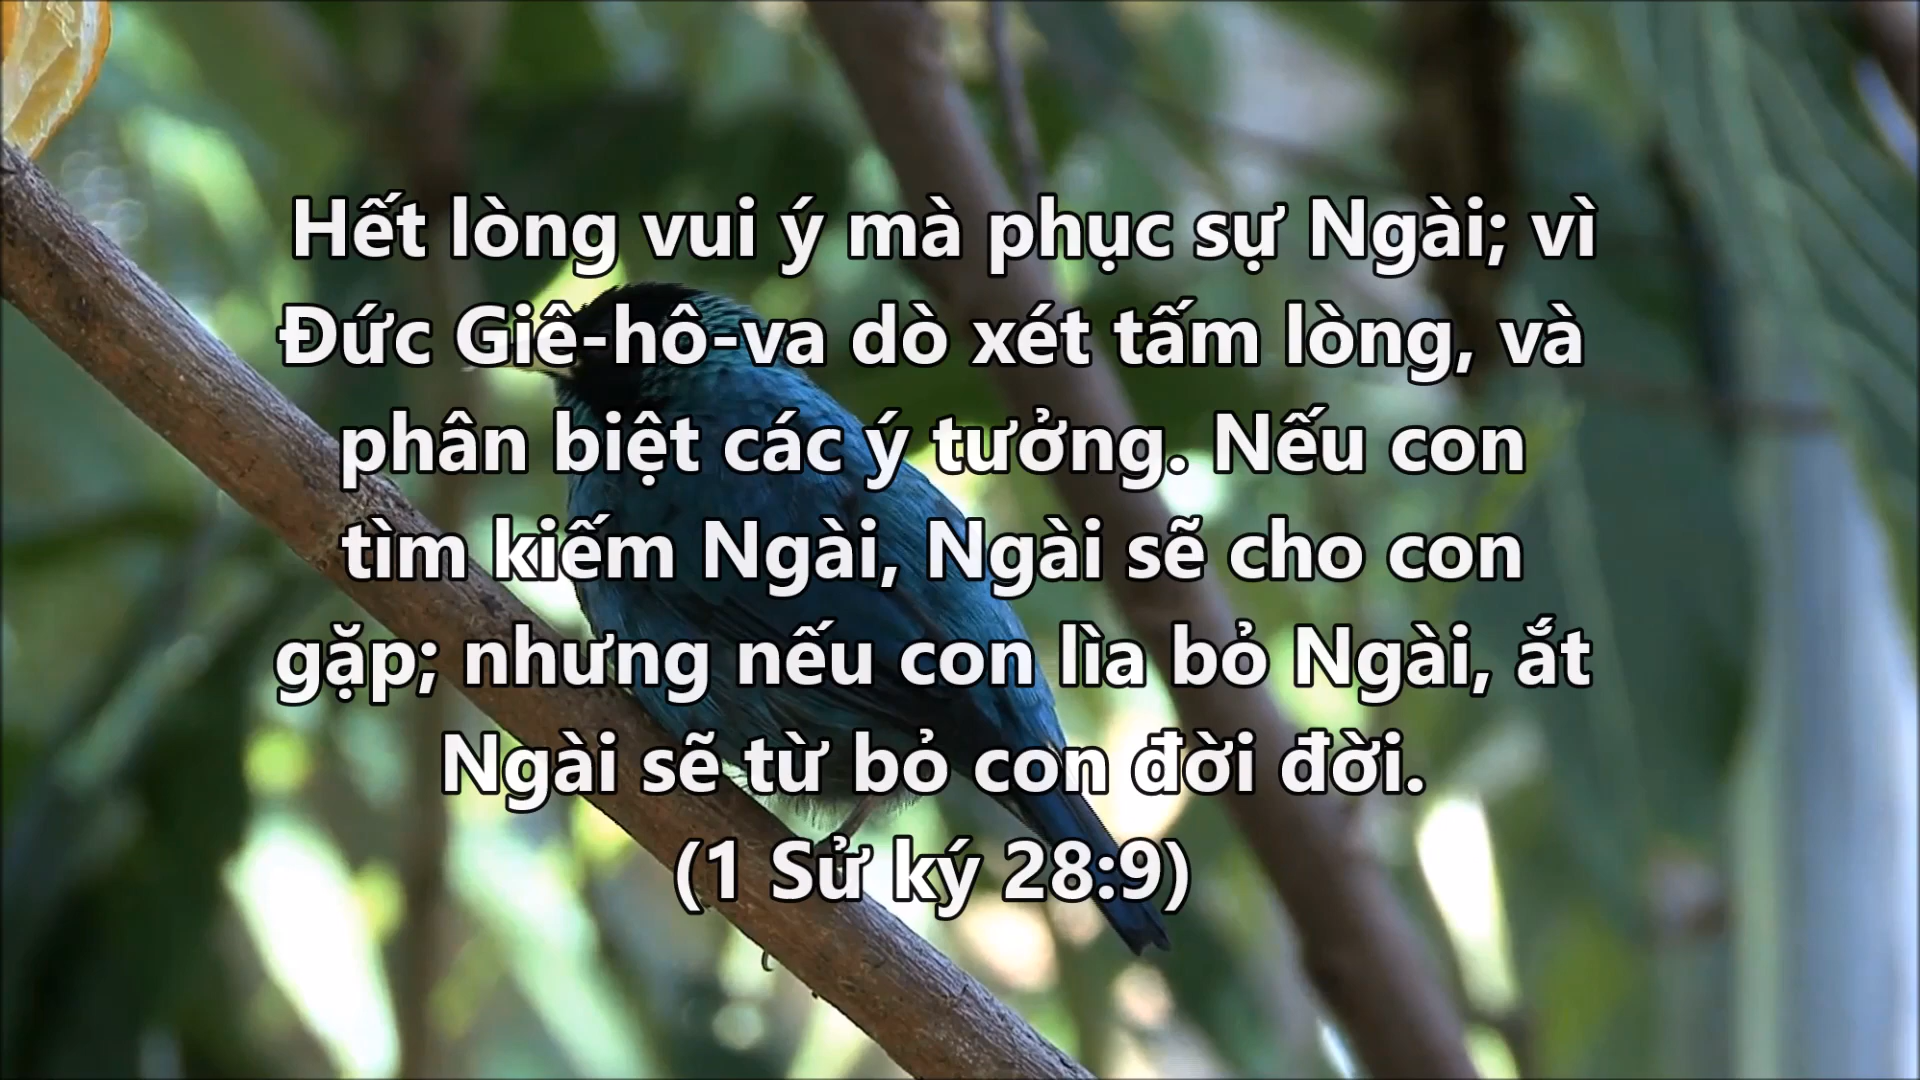 Hết lòng vui ý mà phục sự Ngài; vì
Đức Giê-hô-va dò xét tấm lòng, và
phân biệt các ý tưởng. Nếu con
tìm kiếm Ngài, Ngài sẽ cho con
gặp; nhưng nếu con lìa bỏ Ngài, ắt
Ngài sẽ từ bỏ con đời đời.
(1 Sử ký 28:9)